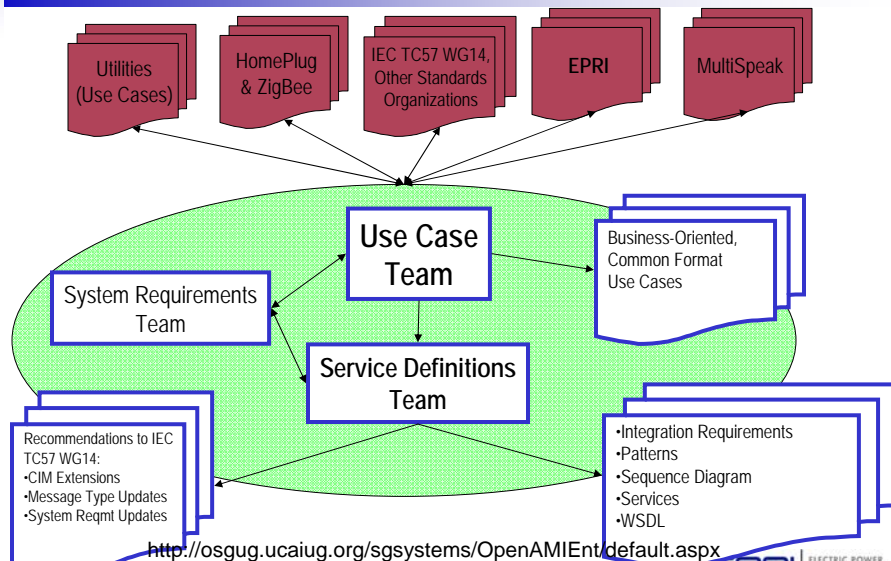 Utilities
(Use Cases)
HomePlug
& ZigBee
IEC TC57 WG14,
Other Standards
Organizations
EPRI
MultiSpeak
Use Case
Team
Business-Oriented,
Common Format
Use Cases
System Requirements
Team
Service Definitions
Team
Recommendations to IEC
TC57 WG14:
•CIM Extensions
•Message Type Updates
•System Reqmt Updates
•Integration Requirements
•Patterns
•Sequence Diagram
•Services
•WSDL
http://osgug.ucaiug.org/sgsystems/OpenAMIEnt/default.aspx
ELECTRIC POWER